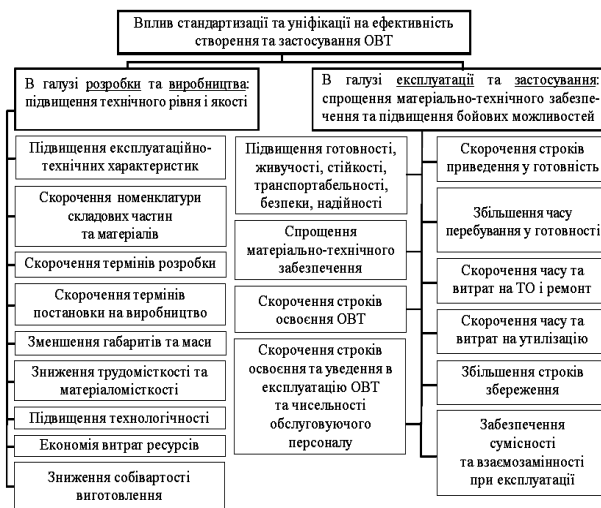 Вплив стандартизації та уніфікації на ефективність
створення та застосування ОВТ
В галузі розробки та виробництва:
підвищення технічного рівня і якості
Підвищення експлуатаційно-
технічних характеристик
Скорочення номенклатури
складових частин
та матеріалів
Скорочення термінів розробки
Скорочення термінів
постановки на виробництво
Зменшення габаритів та маси
Зниження трудомісткості та
матеріаломісткості
Підвищення технологічності
Економія витрат ресурсів
Зниження собівартості
виготовлення
В галузі експлуатації та застосування:
спрощення матеріально-технічного забезпе-
чення та підвищення бойових можливостей
Підвищення готовності,
живучості, стійкості,
транспортабельності,
безпеки, надійності
Спрощення
матеріально-технічного
забезпечення
Скорочення строків
освоєння ОВТ
Скорочення строків
освоєння та уведення в
експлуатацію ОВТ
та чисельності
обслуговуючого
персоналу
Скорочення строків
приведення у готовність
Збільшення часу
перебування у готовності
Скорочення часу та
витрат на ТО і ремонт
Скорочення часу та
витрат на утилізацію
Збільшення строків
збереження
Забезпечення
сумісності
та взаємозамінності
при експлуатації